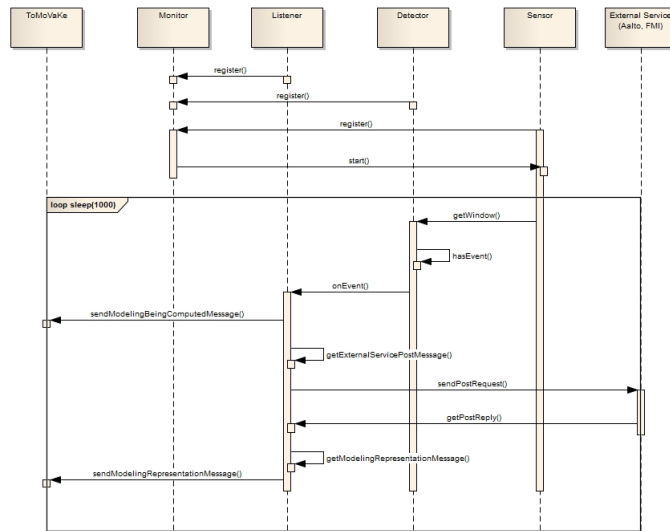 ToMoVaKe
Monitor
Listener
Detector
Sensor
External Service
(Aalto, FMI)
register()
register()
register()
start()
loop sleep(1000)
getWindow()
hasEvent()
onEvent()
sendModelingBeingComputedMessage()
getExternalServicePostMessage()
sendPostRequest()
getPostReply()
getModelingRepresentationMessage()
sendModelingRepresentationMessage()